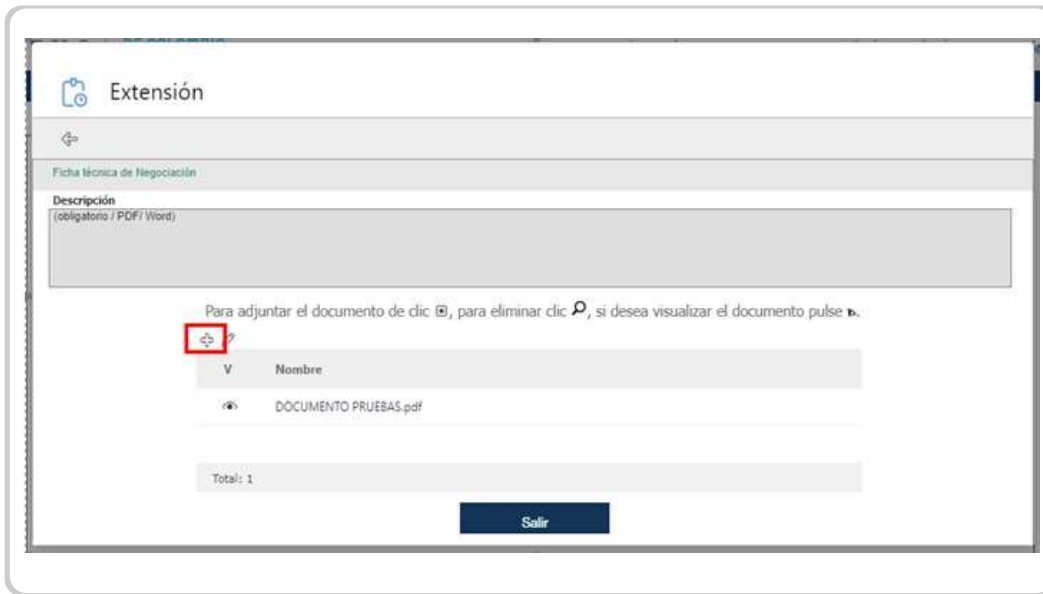 Extensión
Ficha técnica de Negociación
Descripción
(obligatorio / PDF/ Word)
Para adjuntar el documento de clic , para eliminar clic , si desea visualizar el documento pulse .
V Nombre
DOCUMENTO PRUEBAS.pdf
Total: 1
Salir